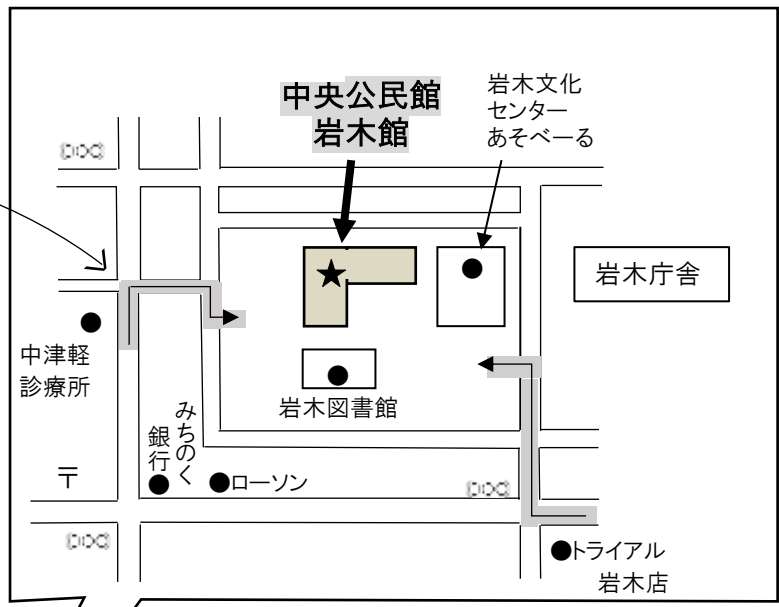 中央公民館
岩木館
岩木文化
センター
あそべーる
岩木庁舎
中津軽
診療所
岩木図書館
みちのく
銀行
〒
ローソン
トライアル
岩木店